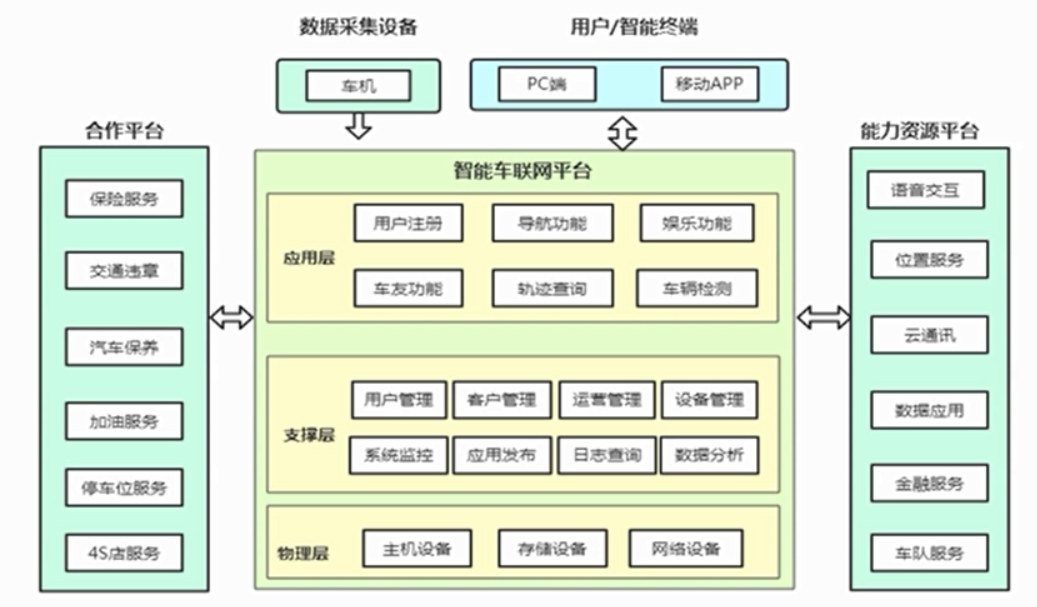 数据采集设备
用户/智能终端
车机
PC端
移动APP
合作平台
保险服务
交通违章
汽车保养
加油服务
停车位服务
4S店服务
智能车联网平台
应用层
用户注册
导航功能
娱乐功能
车友功能
轨迹查询
车辆检测
支撑层
用户管理
客户管理
运营管理
设备管理
系统监控
应用发布
日志查询
数据分析
物理层
主机设备
存储设备
网络设备
能力资源平台
语音交互
位置服务
云通讯
数据应用
金融服务
车队服务